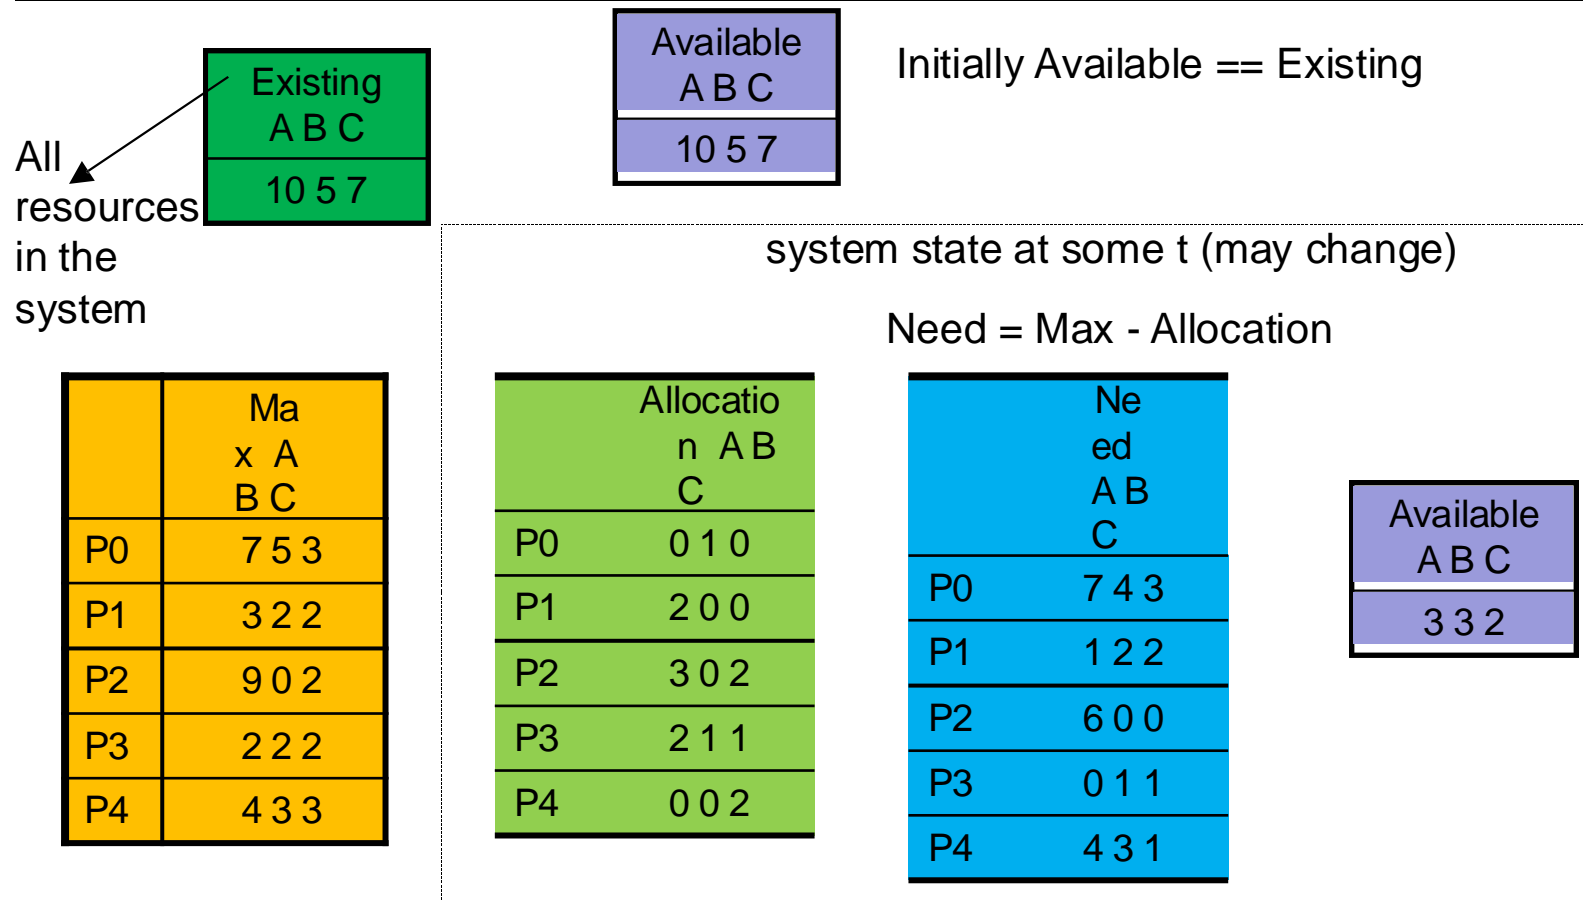 Existing
A B C
10 5 7
Available
A B C
10 5 7
Initially Available == Existing
All
resources
in the
system
system state at some t (may change)
Need = Max - Allocation
Ma
x A
B C
P0 7 5 3
P1 3 2 2
P2 9 0 2
P3 2 2 2
P4 4 3 3
Allocatio
n A B
C
P0 0 1 0
P1 2 0 0
P2 3 0 2
P3 2 1 1
P4 0 0 2
Ne
ed
A B
C
P0 7 4 3
P1 1 2 2
P2 6 0 0
P3 0 1 1
P4 4 3 1
Available
A B C
3 3 2